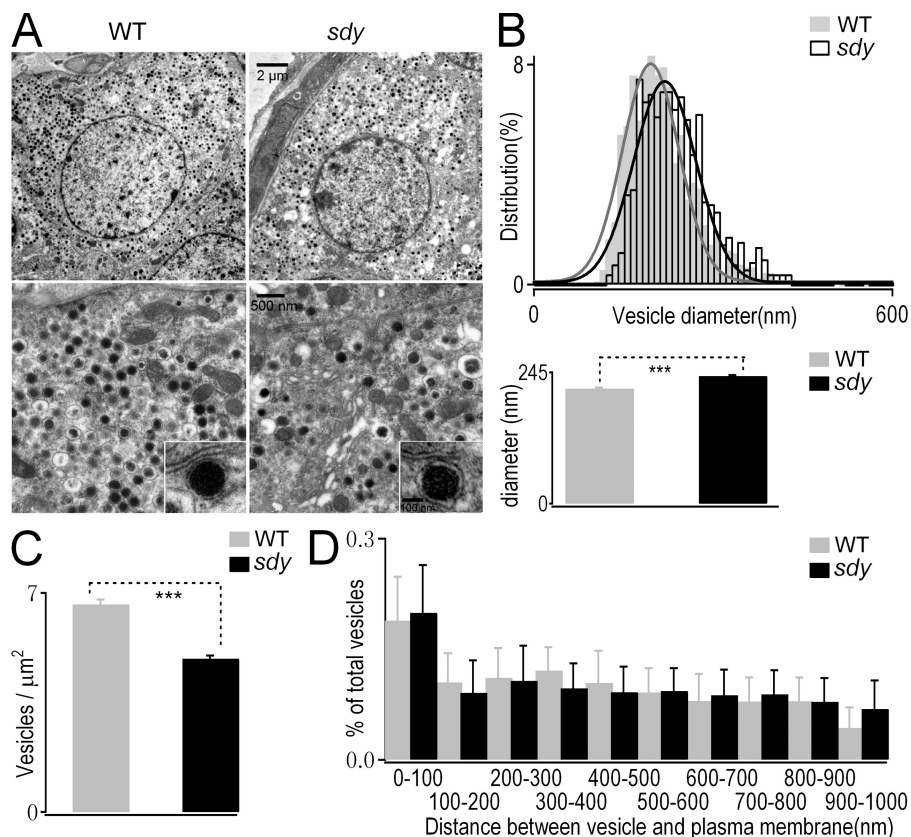 A
WT
sdy
2 μm
500 nm
100 nm
B
WT
sdy
8
Distribution(%)
0
0
600
Vesicle diameter(nm)
WT
sdy
***
245
diameter (nm)
0
C
WT
sdy
***
7
Vesicles / μm²
0
D
WT
sdy
0.3
% of total vesicles
0.0
0-100 200-300 400-500 600-700 800-900
100-200 300-400 500-600 700-800 900-1000
Distance between vesicle and plasma membrane(nm)